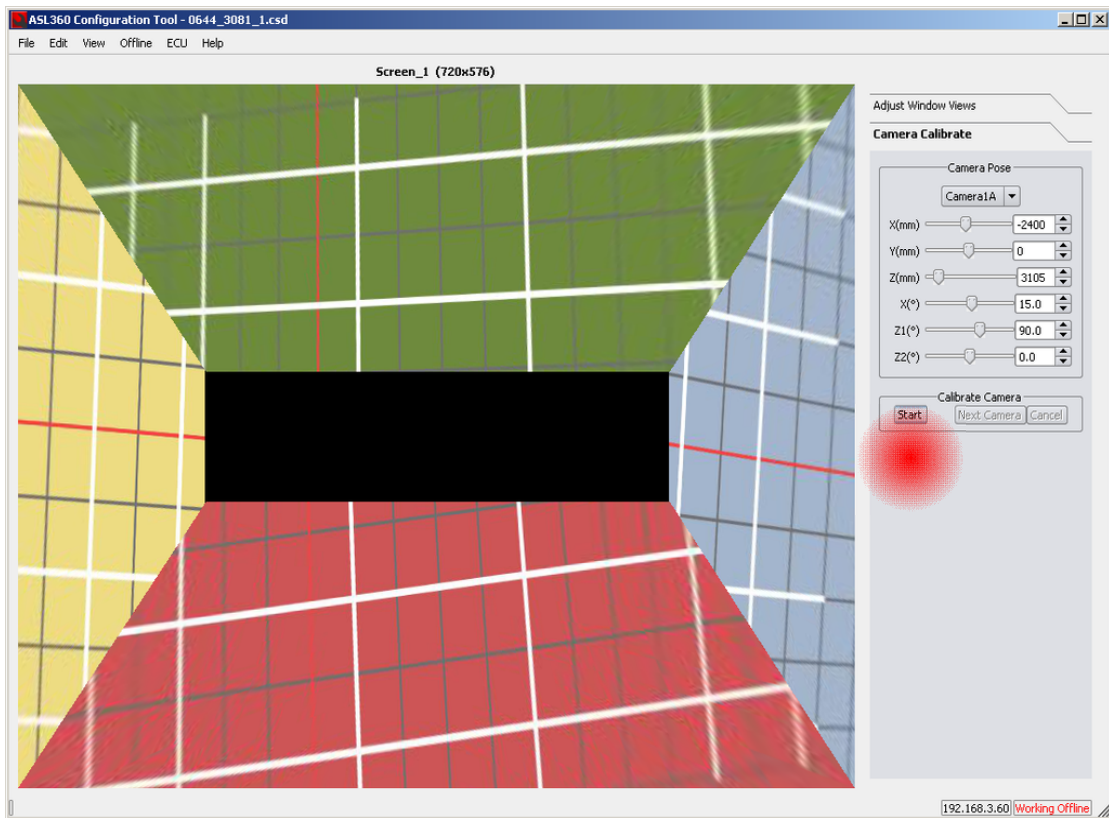 ASL360 Configuration Tool - 0644_3081_1.csd
File Edit View Offline ECU Help
Screen_1 (720x576)
Adjust Window Views
Camera Calibrate
Camera Pose
Camera1A
X(mm) -2400
Y(mm) 0
Z(mm) 3105
X(°) 15.0
Z1(°) 90.0
Z2(°) 0.0
Calibrate Camera
Start Next Camera Cancel
192.168.3.60 Working Offline